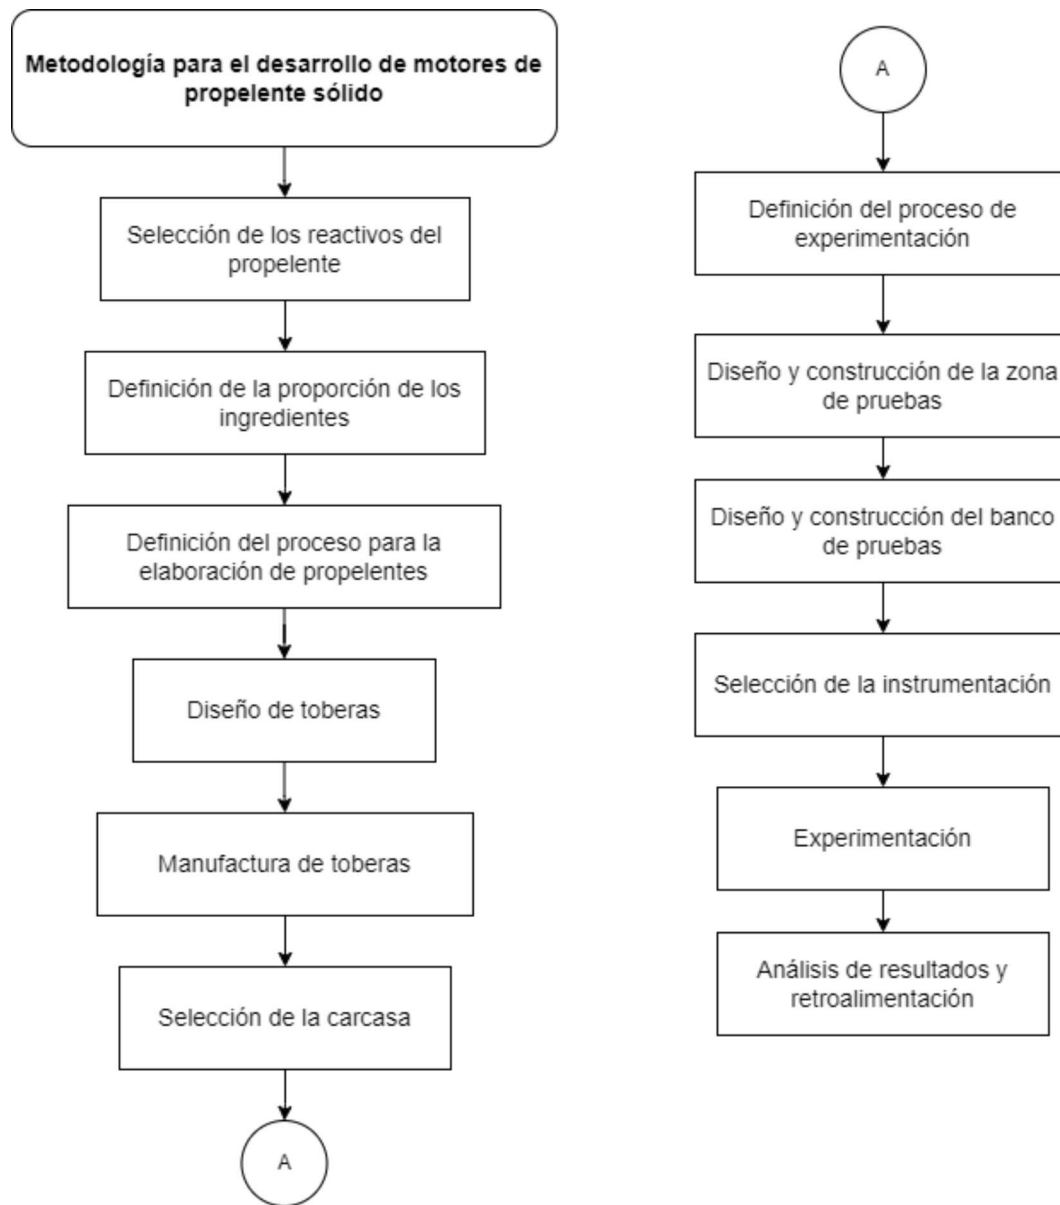 Metodología para el desarrollo de motores de
propelente sólido
Selección de los reactivos del
propelente
Definición de la proporción de los
ingredientes
Definición del proceso para la
elaboración de propelentes
Diseño de toberas
Manufactura de toberas
Selección de la carcasa
A
A
Definición del proceso de
experimentación
Diseño y construcción de la zona
de pruebas
Diseño y construcción del banco
de pruebas
Selección de la instrumentación
Experimentación
Análisis de resultados y
retroalimentación